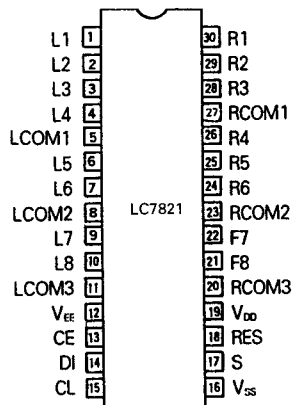 L1 1 30 R1
L2 2 29 R2
L3 3 28 R3
L4 4 27 RCOM1
LCOM1 5 26 R4
L5 6 25 R5
L6 7 24 R6
LCOM2 8 LC7821 23 RCOM2
L7 9 22 F7
L8 10 21 F8
LCOM3 11 20 RCOM3
VEE 12 19 VDD
CE 13 18 RES
DI 14 17 S
CL 15 16 VSS